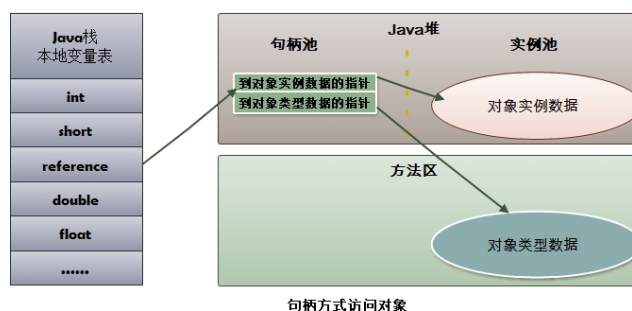 Java栈
本地变量表
int
short
reference
double
float
......
句柄池
Java堆
实例池
到对象实例数据的指针
到对象类型数据的指针
对象实例数据
方法区
对象类型数据
句柄方式访问对象